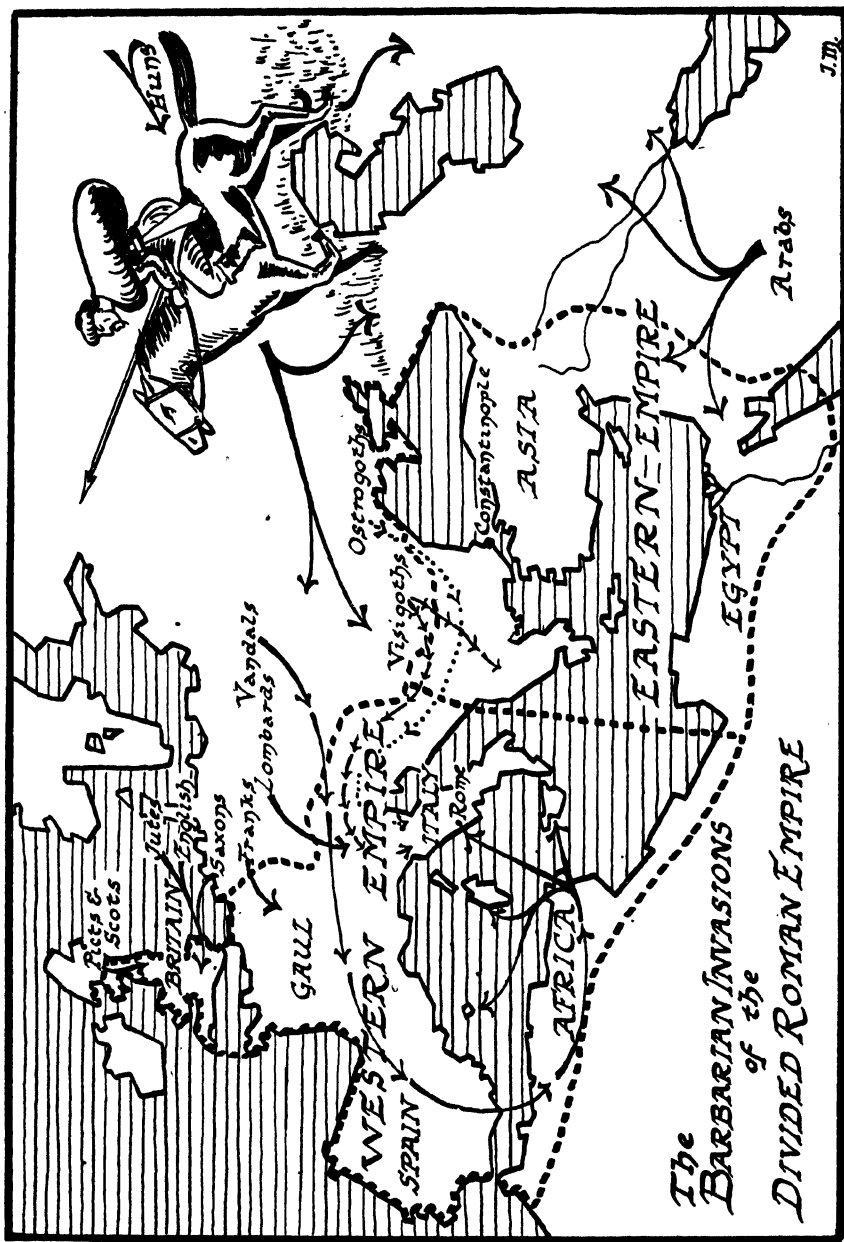 Huns
Picts &
Scots
Jutes
English
Saxons
BRITAIN
Franks
Vandals
Lombards
Visigoths
Ostrogoths
GAUL
WESTERN EMPIRE
SPAIN
ITALY
Rome
AFRICA
Constantinople
ASIA
EASTERN-EMPIRE
EGYPT
Arabs
The
BARBARIAN INVASIONS
of the
DIVIDED ROMAN EMPIRE
J.M.